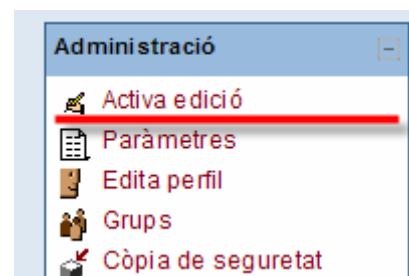 Administració
Activa edició
Paràmetres
Edita perfil
Grups
Còpia de seguretat